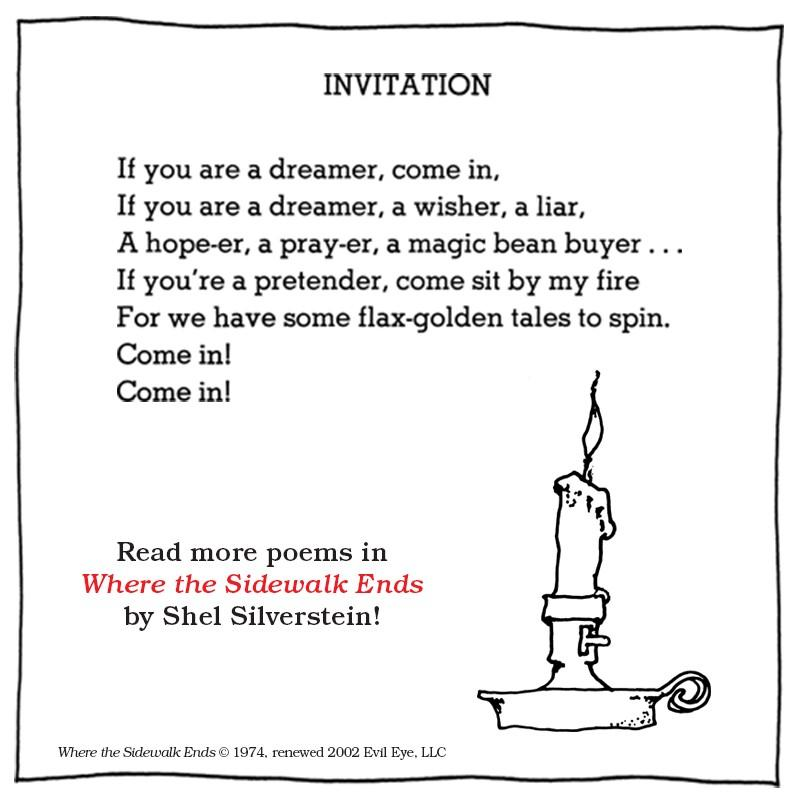 INVITATION
If you are a dreamer, come in,
If you are a dreamer, a wisher, a liar,
A hope-er, a pray-er, a magic bean buyer . . .
If you're a pretender, come sit by my fire
For we have some flax-golden tales to spin.
Come in!
Come in!
Read more poems in
Where the Sidewalk Ends
by Shel Silverstein!
Where the Sidewalk Ends © 1974, renewed 2002 Evil Eye, LLC